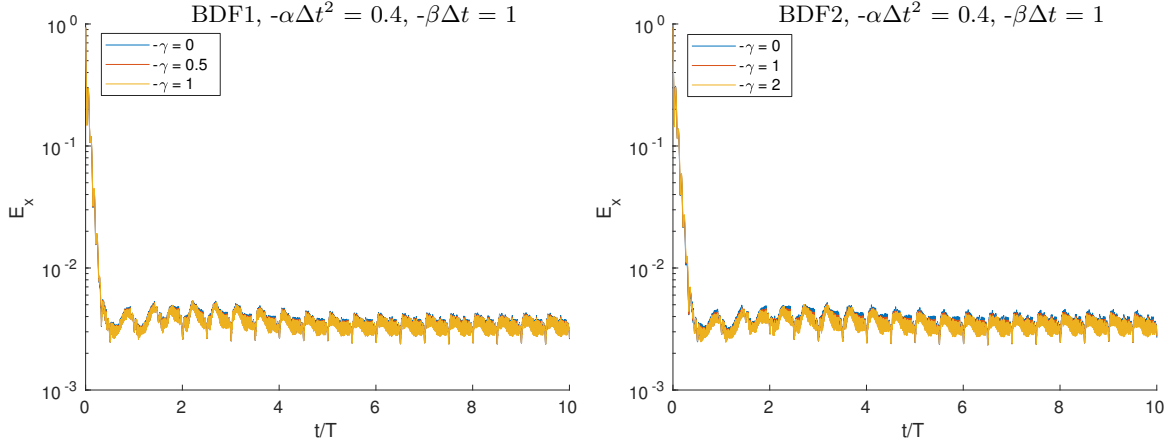 BDF1, -αΔt² = 0.4, -βΔt = 1
10⁰
10⁻¹
10⁻²
10⁻³
E_x
-γ = 0
-γ = 0.5
-γ = 1
0 2 4 6 8 10
t/T
BDF2, -αΔt² = 0.4, -βΔt = 1
10⁰
10⁻¹
10⁻²
10⁻³
E_x
-γ = 0
-γ = 1
-γ = 2
0 2 4 6 8 10
t/T